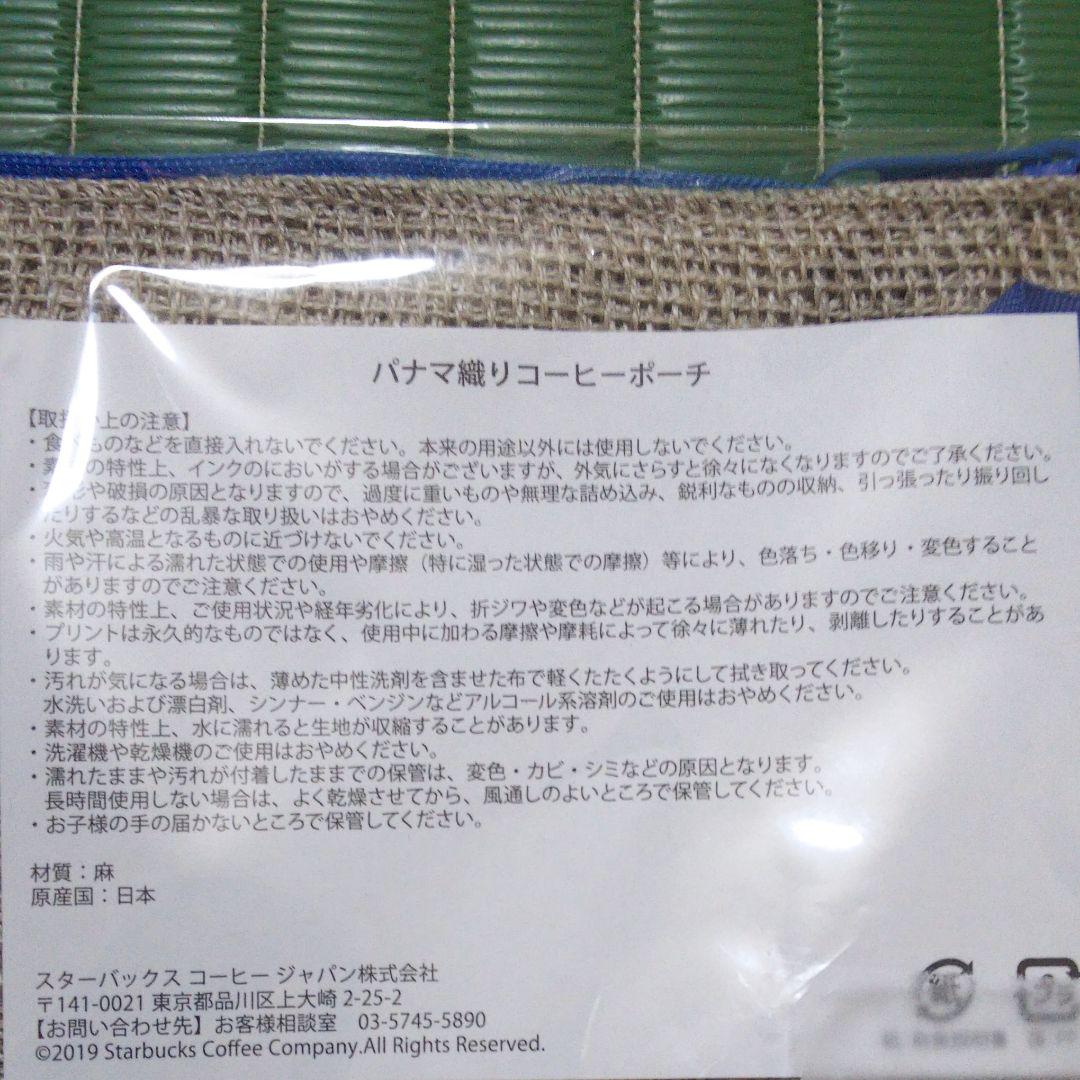 パナマ織りコーヒーポーチ
【取扱い上の注意】
・食べものなどを直接入れないでください。本来の用途以外には使用しないでください。
・素材の特性上、インクのにおいがする場合がございますが、外気にさらすと徐々になくなりますのでご了承ください。
・や破損の原因となりますので、過度に重いものや無理な詰め込み、鋭利なものの収納、引っ張ったり振り回し
たりするなどの乱暴な取り扱いはおやめください。
・火気や高温となるものに近づけないでください。
・雨や汗による濡れた状態での使用や摩擦（特に湿った状態での摩擦）等により、色落ち・色移り・変色すること
がありますのでご注意ください。
・素材の特性上、ご使用状況や経年劣化により、折ジワや変色などが起こる場合がありますのでご注意ください。
・プリントは永久的なものではなく、使用中に加わる摩擦や摩耗によって徐々に薄れたり、剥離したりすることがあ
ります。
・汚れが気になる場合は、薄めた中性洗剤を含ませた布で軽くたたくようにして拭き取ってください。
水洗いおよび漂白剤、シンナー・ベンジンなどアルコール系溶剤のご使用はおやめください。
・素材の特性上、水に濡れると生地が収縮することがあります。
・洗濯機や乾燥機のご使用はおやめください。
・濡れたままや汚れが付着したままでの保管は、変色・カビ・シミなどの原因となります。
長時間使用しない場合は、よく乾燥させてから、風通しのよいところで保管してください。
・お子様の手の届かないところで保管してください。
材質：麻
原産国：日本
スターバックス コーヒー ジャパン株式会社
〒141-0021 東京都品川区上大崎 2-25-2
【お問い合わせ先】お客様相談室　03-5745-5890
©2019 Starbucks Coffee Company.All Rights Reserved.
紙